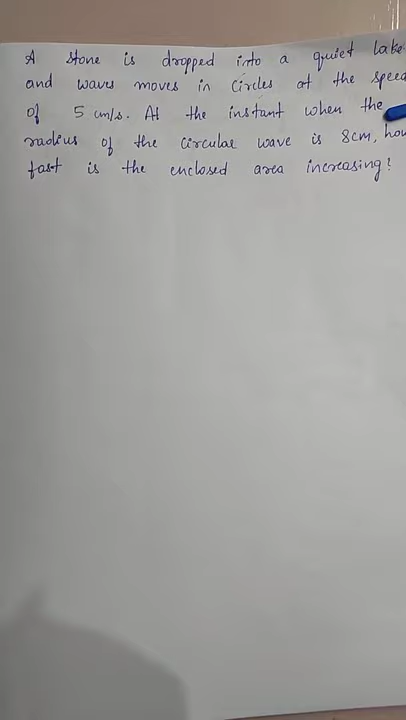 A stone is dropped into a quiet lake
and waves moves in circles at the speed
of 5 cm/s. At the instant when the
radius of the circular wave is 8cm, how
fast is the enclosed area increasing?